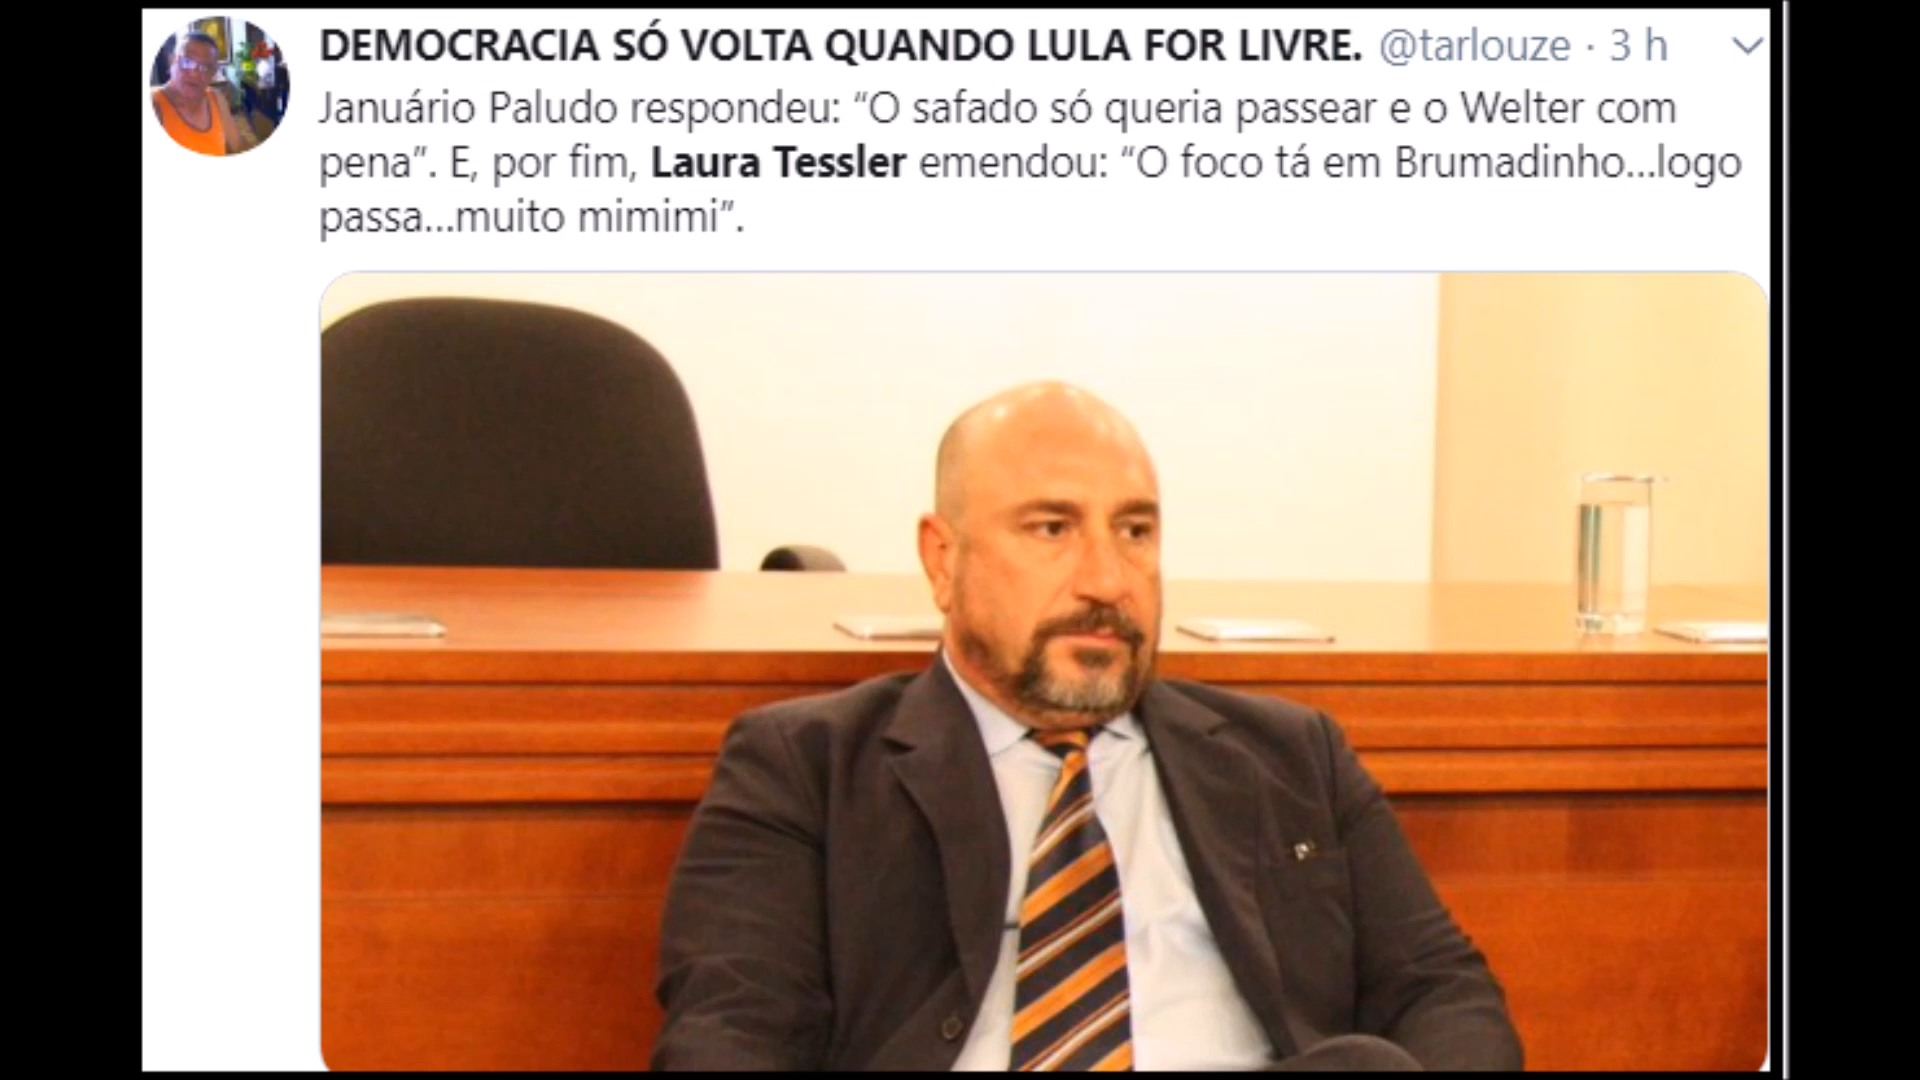 DEMOCRACIA SÓ VOLTA QUANDO LULA FOR LIVRE. @tarlouze · 3 h
Januário Paludo respondeu: “O safado só queria passear e o Welter com
pena”. E, por fim, Laura Tessler emendou: “O foco tá em Brumadinho...logo
passa...muito mimimi”.